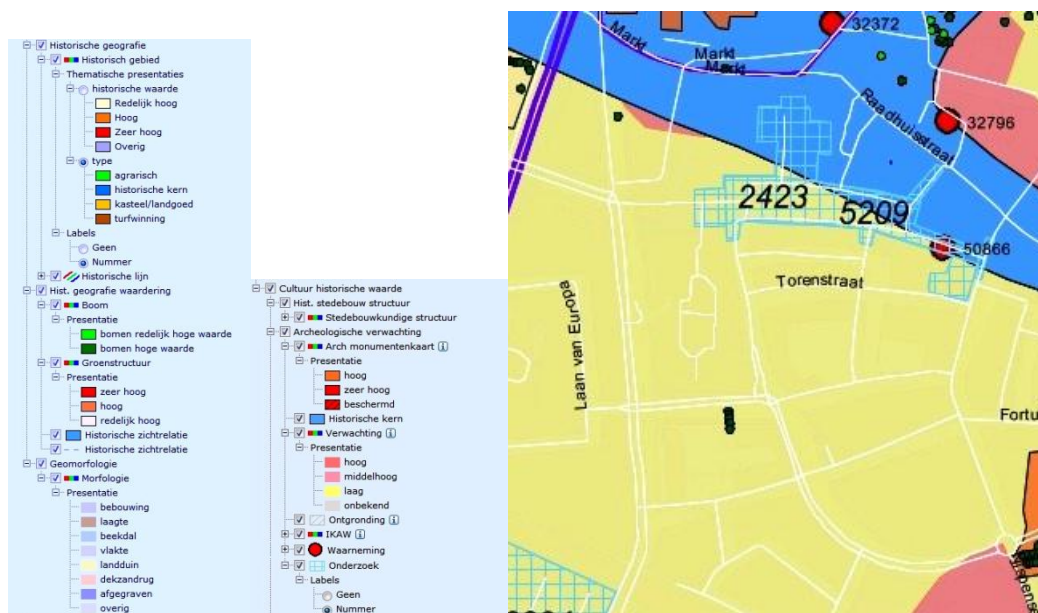 Historische geografie
Historisch gebied
Thematische presentaties
historische waarde
Redelijk hoog
Hoog
Zeer hoog
Overig
type
agrarisch
historische kern
kasteel/landgoed
turfwinning
Labels
Geen
Nummer
Historische lijn
Hist. geografie waardering
Boom
Presentatie
bomen redelijk hoge waarde
bomen hoge waarde
Groenstructuur
Presentatie
zeer hoog
hoog
redelijk hoog
Historische zichtrelatie
Historische zichtrelatie
Geomorfologie
Morfologie
Presentatie
bebouwing
laagte
beekdal
vlakte
landduin
dekzandrug
afgegraven
overig
Cultuur historische waarde
Hist. stedebouw structuur
Stedebouwkundige structuur
Archeologische verwachting
Arch monumentenkaart
Presentatie
hoog
zeer hoog
beschermd
Historische kern
Verwachting
Presentatie
hoog
middelhoog
laag
onbekend
Ontgronding
IKAW
Waarneming
Onderzoek
Labels
Geen
Nummer
Markt
Markt
Markt
32372
Raadhuisstraat
32796
2423
5209
50866
Torenstraat
Laan van Europa
Fortu